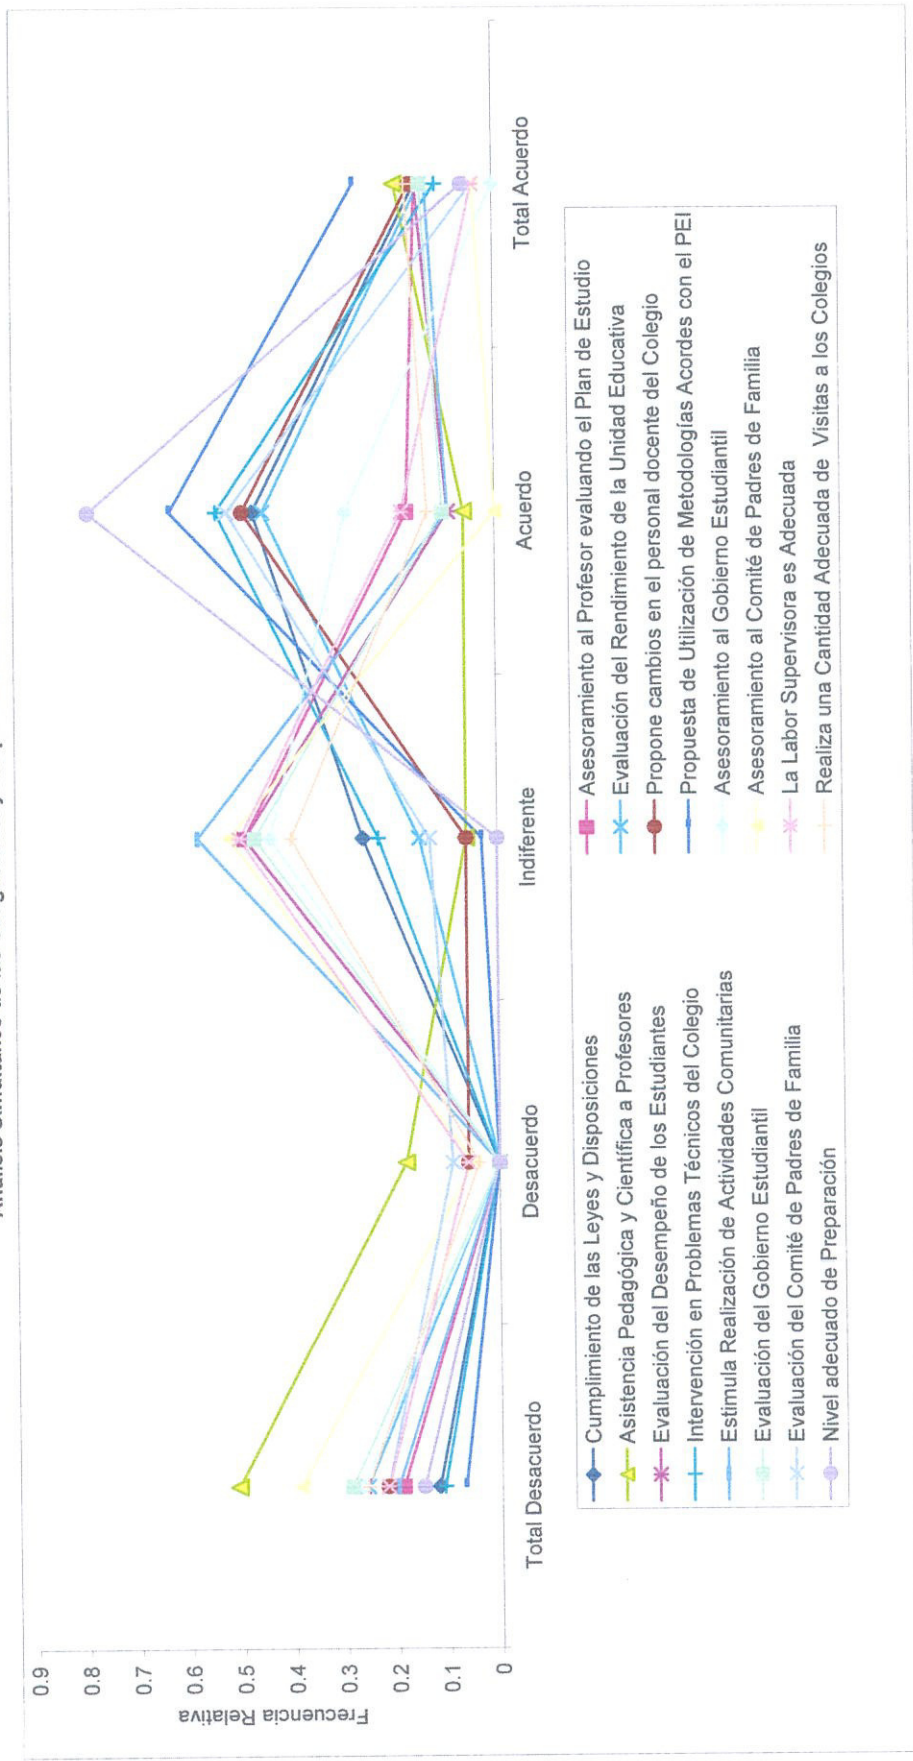 0.9
0.8
0.7
0.6
0.5
0.4
0.3
0.2
0.1
0
Frecuencia Relativa
Total Desacuerdo
Desacuerdo
Indiferente
Acuerdo
Total Acuerdo
Cumplimiento de las Leyes y Disposiciones
Asistencia Pedagógica y Científica a Profesores
Evaluación del Desempeño de los Estudiantes
Intervención en Problemas Técnicos del Colegio
Estimula Realización de Actividades Comunitarias
Evaluación del Gobierno Estudiantil
Evaluación del Comité de Padres de Familia
Nivel adecuado de Preparación
Asesoramiento al Profesor evaluando el Plan de Estudio
Evaluación del Rendimiento de la Unidad Educativa
Propone cambios en el personal docente del Colegio
Propuesta de Utilización de Metodologías Acordes con el PEI
Asesoramiento al Gobierno Estudiantil
Asesoramiento al Comité de Padres de Familia
La Labor Supervisora es Adecuada
Realiza una Cantidad Adecuada de Visitas a los Colegios